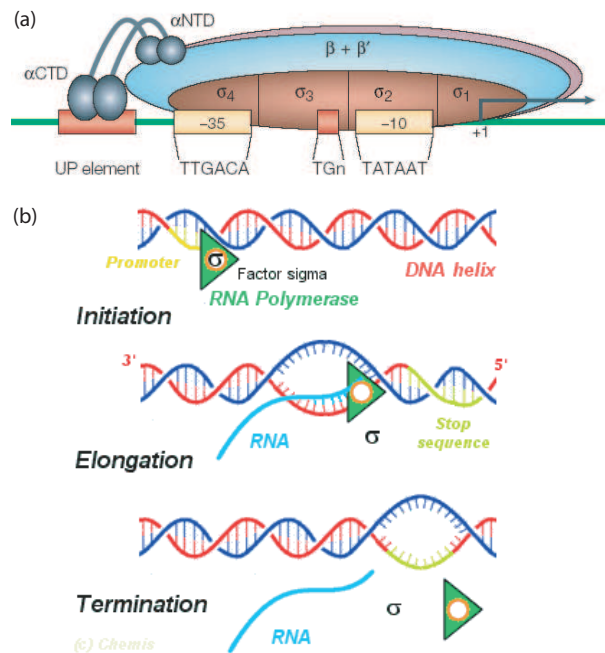 (a)
αNTD
αCTD
β + β′
σ4 σ3 σ2 σ1
−35 −10
+1
UP element TTGACA TGn TATAAT
(b)
Promoter σ Factor sigma DNA helix
RNA Polymerase
Initiation
3' 5'
RNA σ Stop
sequence
Elongation
Termination
RNA σ
(c) Chemis